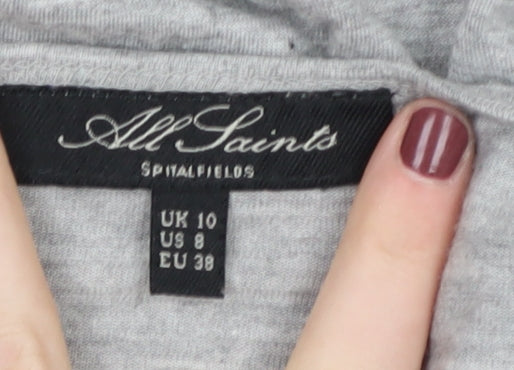 All Saints
SPITALFIELDS
UK 10
US 8
EU 38